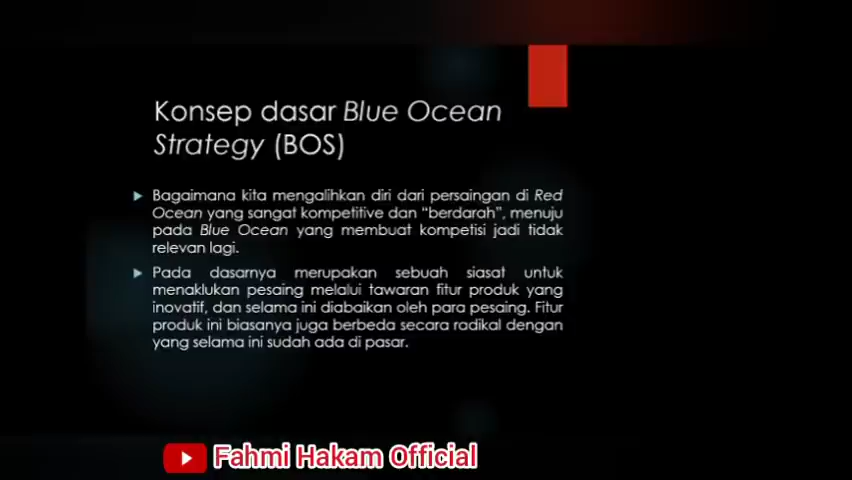 Konsep dasar Blue Ocean
Strategy (BOS)
Bagaimana kita mengalihkan diri dari persaingan di Red
Ocean yang sangat kompetitive dan “berdarah”, menuju
pada Blue Ocean yang membuat kompetisi jadi tidak
relevan lagi.
Pada dasarnya merupakan sebuah siasat untuk
menaklukan pesaing melalui tawaran fitur produk yang
inovatif, dan selama ini diabaikan oleh para pesaing. Fitur
produk ini biasanya juga berbeda secara radikal dengan
yang selama ini sudah ada di pasar.
Fahmi Hakam Official